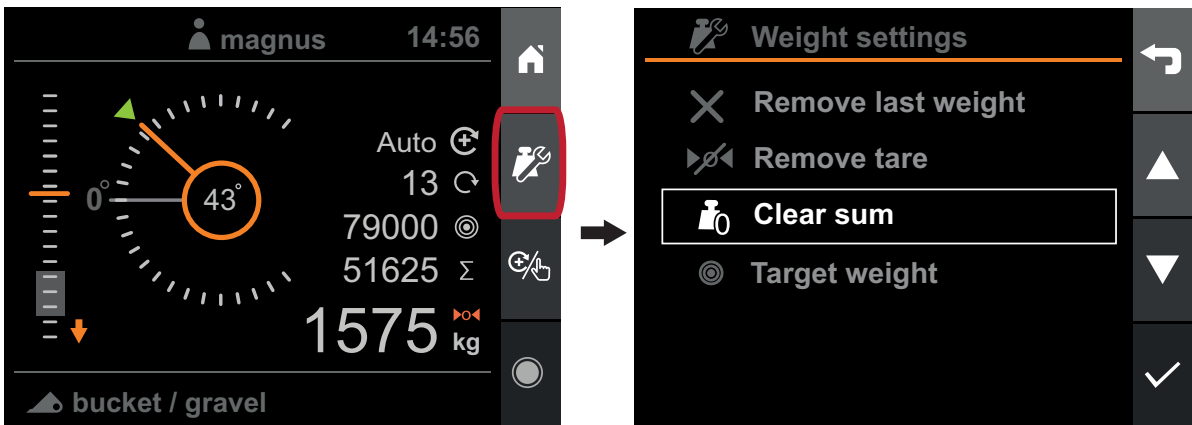 magnus 14:56
Auto
13
0° 43°
79000
51625 Σ
1575 kg
bucket / gravel
Weight settings
Remove last weight
Remove tare
0 Clear sum
Target weight